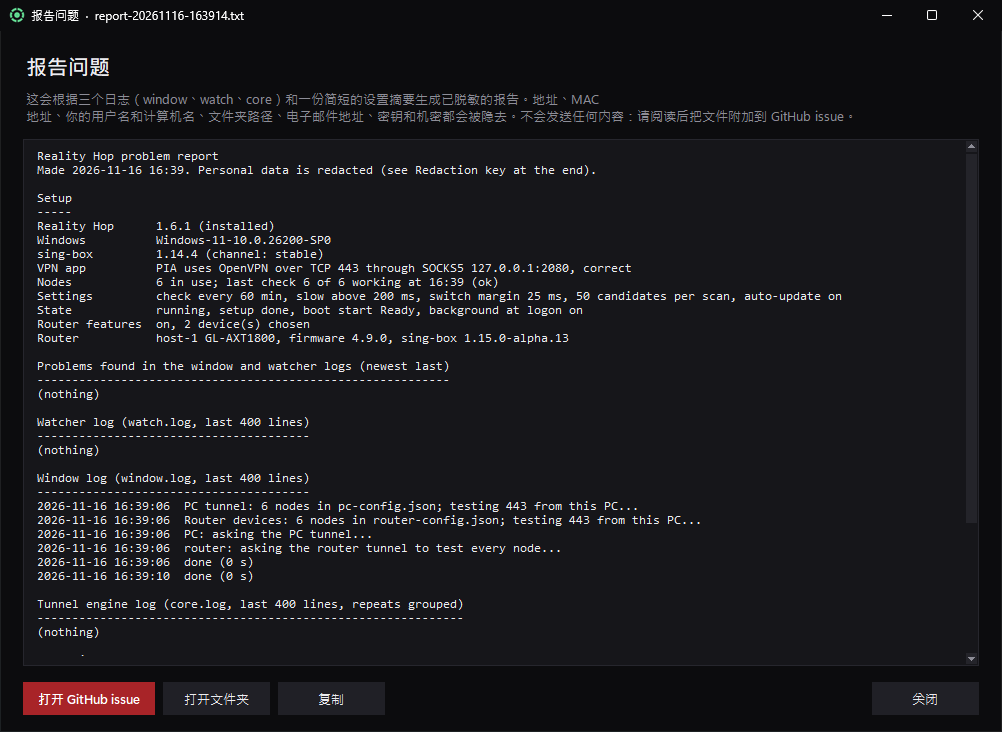 报告问题 · report-20261116-163914.txt
报告问题
这会根据三个日志（window、watch、core）和一份简短的设置摘要生成已脱敏的报告。地址、MAC
地址、你的用户名和计算机名、文件夹路径、电子邮件地址、密钥和机密都会被隐去。不会发送任何内容：请阅读后把文件附加到 GitHub issue。
Reality Hop problem report
Made 2026-11-16 16:39. Personal data is redacted (see Redaction key at the end).
Setup
-----
Reality Hop      1.6.1 (installed)
Windows          Windows-11-10.0.26200-SP0
sing-box         1.14.4 (channel: stable)
VPN app          PIA uses OpenVPN over TCP 443 through SOCKS5 127.0.0.1:2080, correct
Nodes            6 in use; last check 6 of 6 working at 16:39 (ok)
Settings         check every 60 min, slow above 200 ms, switch margin 25 ms, 50 candidates per scan, auto-update on
State            running, setup done, boot start Ready, background at logon on
Router features  on, 2 device(s) chosen
Router           host-1 GL-AXT1800, firmware 4.9.0, sing-box 1.15.0-alpha.13
Problems found in the window and watcher logs (newest last)
-----------------------------------------------------------
(nothing)
Watcher log (watch.log, last 400 lines)
---------------------------------------
(nothing)
Window log (window.log, last 400 lines)
---------------------------------------
2026-11-16 16:39:06  PC tunnel: 6 nodes in pc-config.json; testing 443 from this PC...
2026-11-16 16:39:06  Router devices: 6 nodes in router-config.json; testing 443 from this PC...
2026-11-16 16:39:06  PC: asking the PC tunnel...
2026-11-16 16:39:06  router: asking the router tunnel to test every node...
2026-11-16 16:39:06  done (0 s)
2026-11-16 16:39:10  done (0 s)
Tunnel engine log (core.log, last 400 lines, repeats grouped)
-------------------------------------------------------------
(nothing)
打开 GitHub issue
打开文件夹
复制
关闭